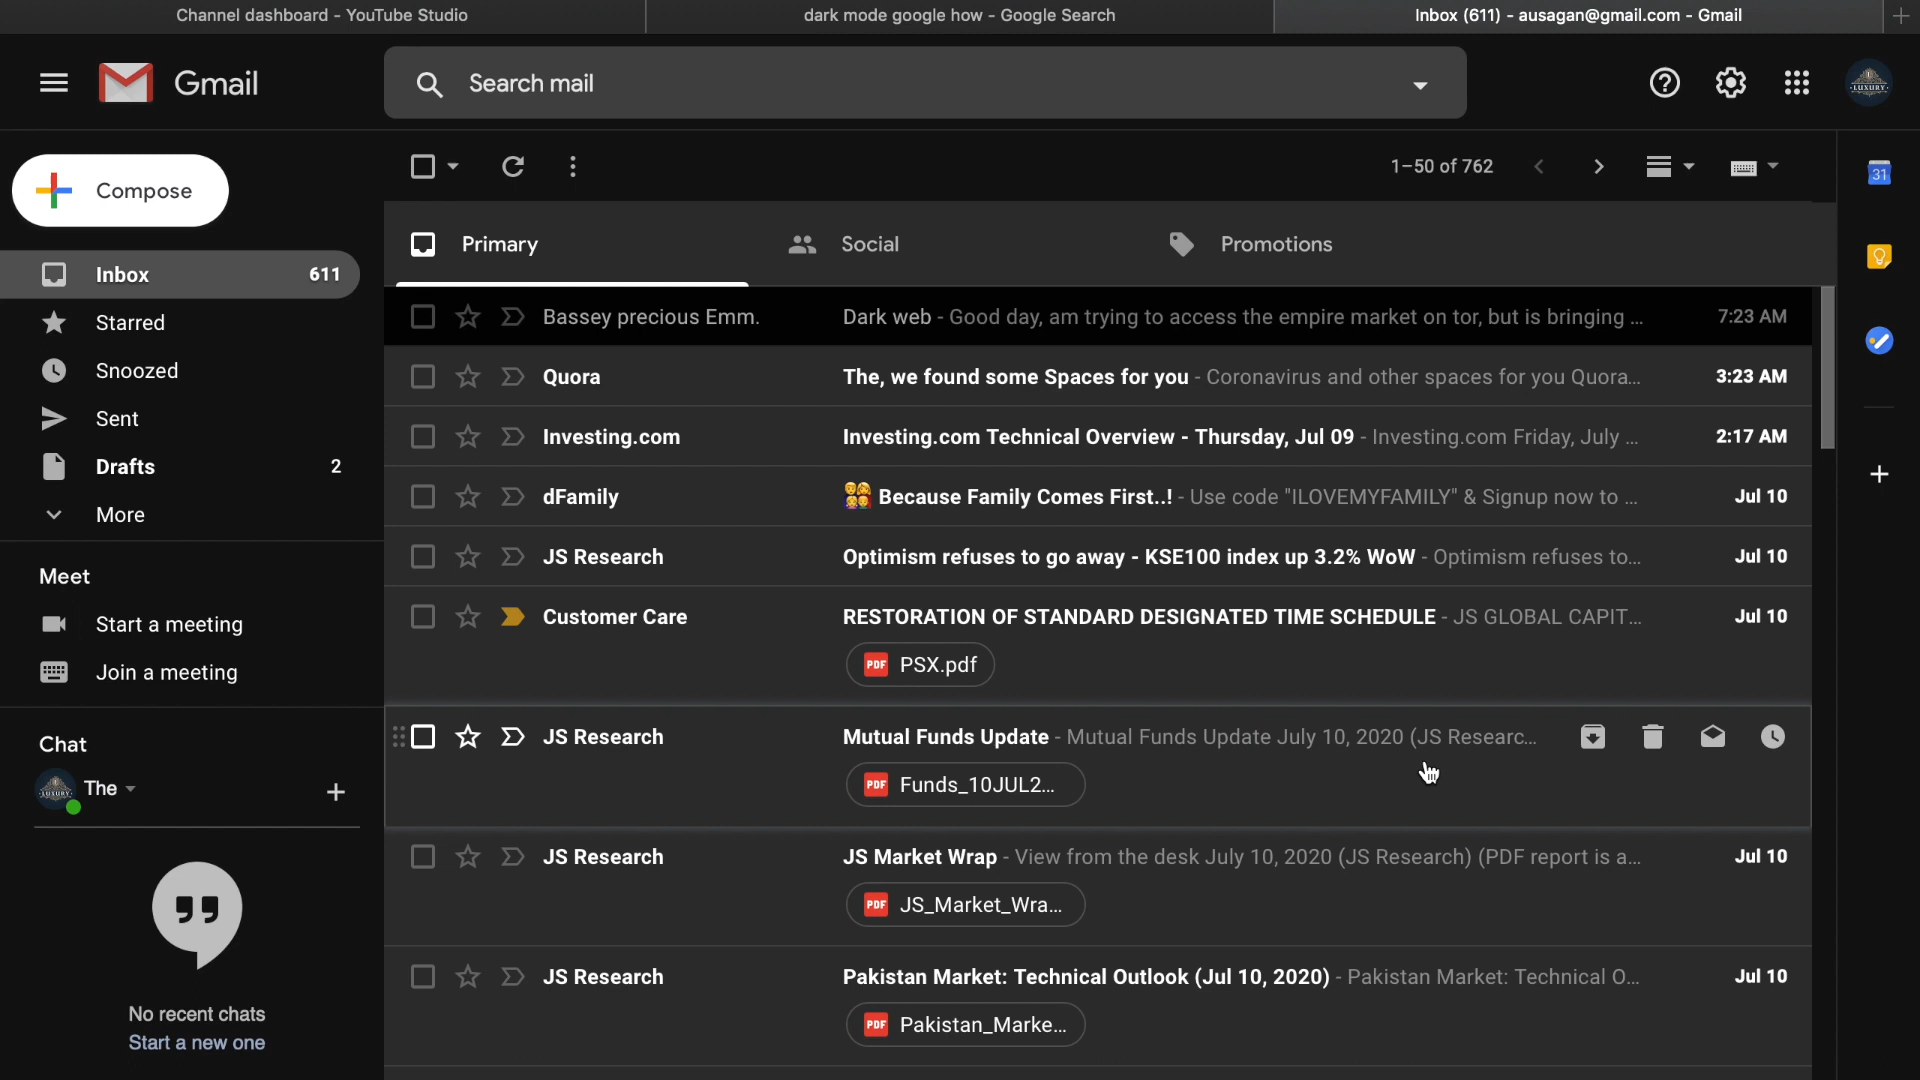 Channel dashboard - YouTube Studio
dark mode google how - Google Search
Inbox (611) - ausagan@gmail.com - Gmail
Gmail
Search mail
LUXURY
Compose
1–50 of 762
31
Inbox 611
Starred
Snoozed
Sent
Drafts 2
More
Meet
Start a meeting
Join a meeting
Chat
The
No recent chats
Start a new one
Primary
Social
Promotions
Bassey precious Emm. Dark web - Good day, am trying to access the empire market on tor, but is bringing ... 7:23 AM
Quora The, we found some Spaces for you - Coronavirus and other spaces for you Quora... 3:23 AM
Investing.com Investing.com Technical Overview - Thursday, Jul 09 - Investing.com Friday, July ... 2:17 AM
dFamily Because Family Comes First..! - Use code "ILOVEMYFAMILY" & Signup now to ... Jul 10
JS Research Optimism refuses to go away - KSE100 index up 3.2% WoW - Optimism refuses to... Jul 10
Customer Care RESTORATION OF STANDARD DESIGNATED TIME SCHEDULE - JS GLOBAL CAPIT... Jul 10
PDF PSX.pdf
JS Research Mutual Funds Update - Mutual Funds Update July 10, 2020 (JS Researc...
PDF Funds_10JUL2...
JS Research JS Market Wrap - View from the desk July 10, 2020 (JS Research) (PDF report is a... Jul 10
PDF JS_Market_Wra...
JS Research Pakistan Market: Technical Outlook (Jul 10, 2020) - Pakistan Market: Technical O... Jul 10
PDF Pakistan_Marke...